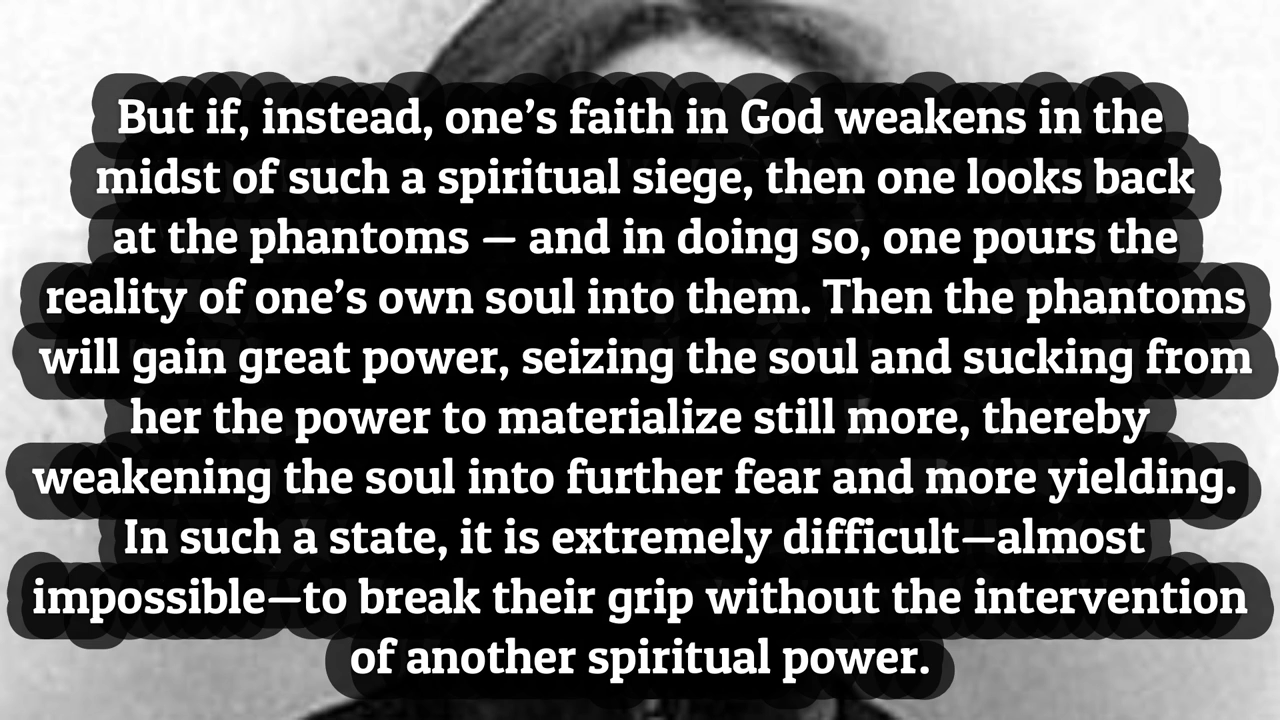 But if, instead, one’s faith in God weakens in the
midst of such a spiritual siege, then one looks back
at the phantoms — and in doing so, one pours the
reality of one’s own soul into them. Then the phantoms
will gain great power, seizing the soul and sucking from
her the power to materialize still more, thereby
weakening the soul into further fear and more yielding.
In such a state, it is extremely difficult—almost
impossible—to break their grip without the intervention
of another spiritual power.